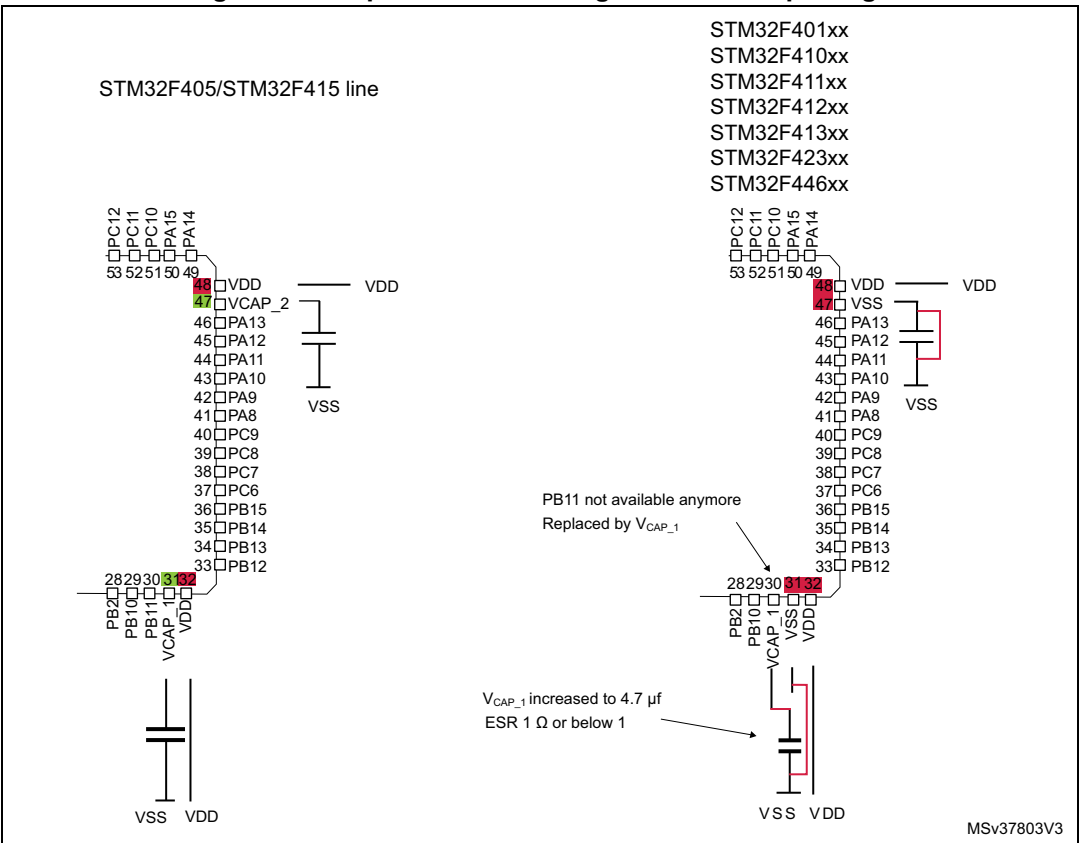 STM32F405/STM32F415 line
PC12
PC11
PC10
PA15
PA14
53 52 51 50 49
48 VDD
VDD
47 VCAP_2
46 PA13
45 PA12
44 PA11
43 PA10
42 PA9
41 PA8
40 PC9
39 PC8
38 PC7
37 PC6
36 PB15
35 PB14
34 PB13
33 PB12
VSS
28 29 30 31 32
PB2
PB10
PB11
VCAP_1
VDD
VSS VDD
STM32F401xx
STM32F410xx
STM32F411xx
STM32F412xx
STM32F413xx
STM32F423xx
STM32F446xx
PC12
PC11
PC10
PA15
PA14
53 52 51 50 49
48 VDD
VDD
47 VSS
46 PA13
45 PA12
44 PA11
43 PA10
42 PA9
41 PA8
40 PC9
39 PC8
38 PC7
37 PC6
36 PB15
35 PB14
34 PB13
33 PB12
VSS
PB11 not available anymore
Replaced by VCAP_1
28 29 30 31 32
PB2
PB10
VCAP_1
VSS
VDD
VCAP_1 increased to 4.7 µf
ESR 1 Ω or below 1
VSS VDD
MSv37803V3